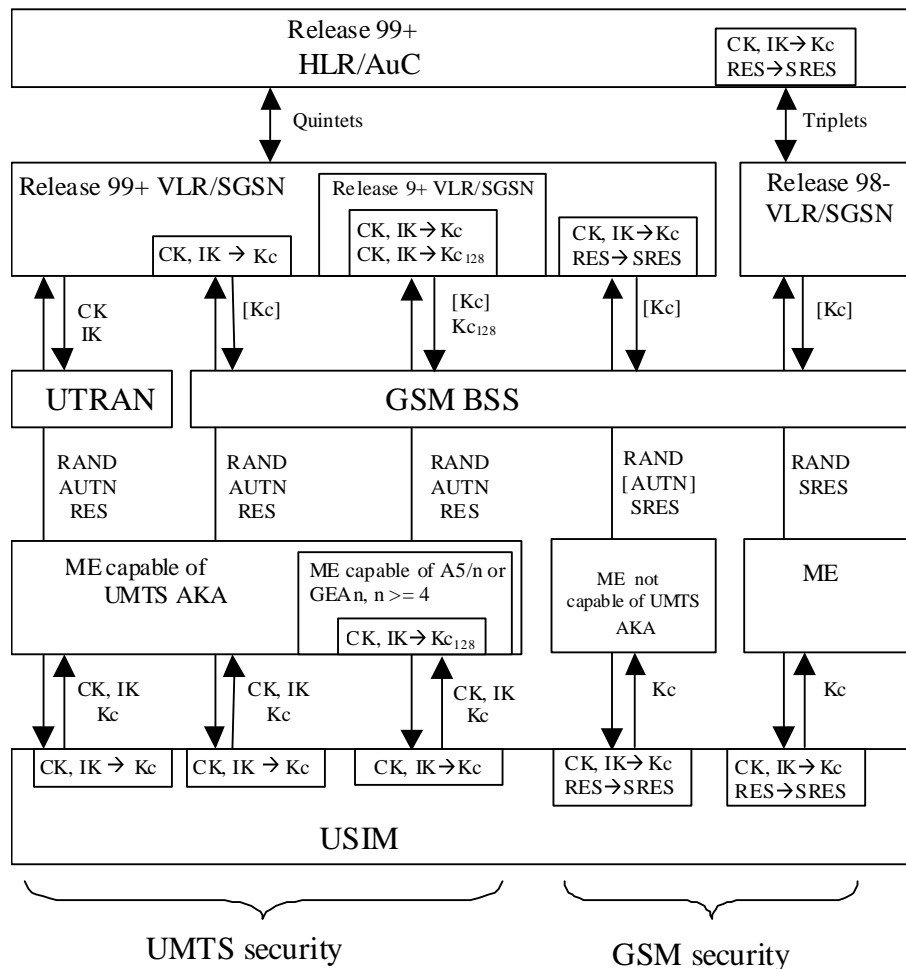 Release 99+
HLR/AuC
CK, IK→ Kc
RES→SRES
Quintets
Triplets
Release 99+ VLR/SGSN
CK, IK → Kc
Release 9+ VLR/SGSN
CK, IK→ Kc
CK, IK→ Kc128
CK, IK→Kc
RES→SRES
Release 98-
VLR/SGSN
CK
IK
[Kc]
[Kc]
Kc128
[Kc]
[Kc]
UTRAN
GSM BSS
RAND
AUTN
RES
RAND
AUTN
RES
RAND
AUTN
RES
RAND
[AUTN]
SRES
RAND
SRES
ME capable of
UMTS AKA
ME capable of A5/n or
GEAn, n >= 4
CK, IK→Kc128
ME not
capable of UMTS
AKA
ME
CK, IK
Kc
CK, IK
Kc
CK, IK
Kc
Kc
Kc
CK, IK → Kc
CK, IK → Kc
CK, IK→Kc
CK, IK→Kc
RES→SRES
CK, IK→Kc
RES→SRES
USIM
UMTS security
GSM security